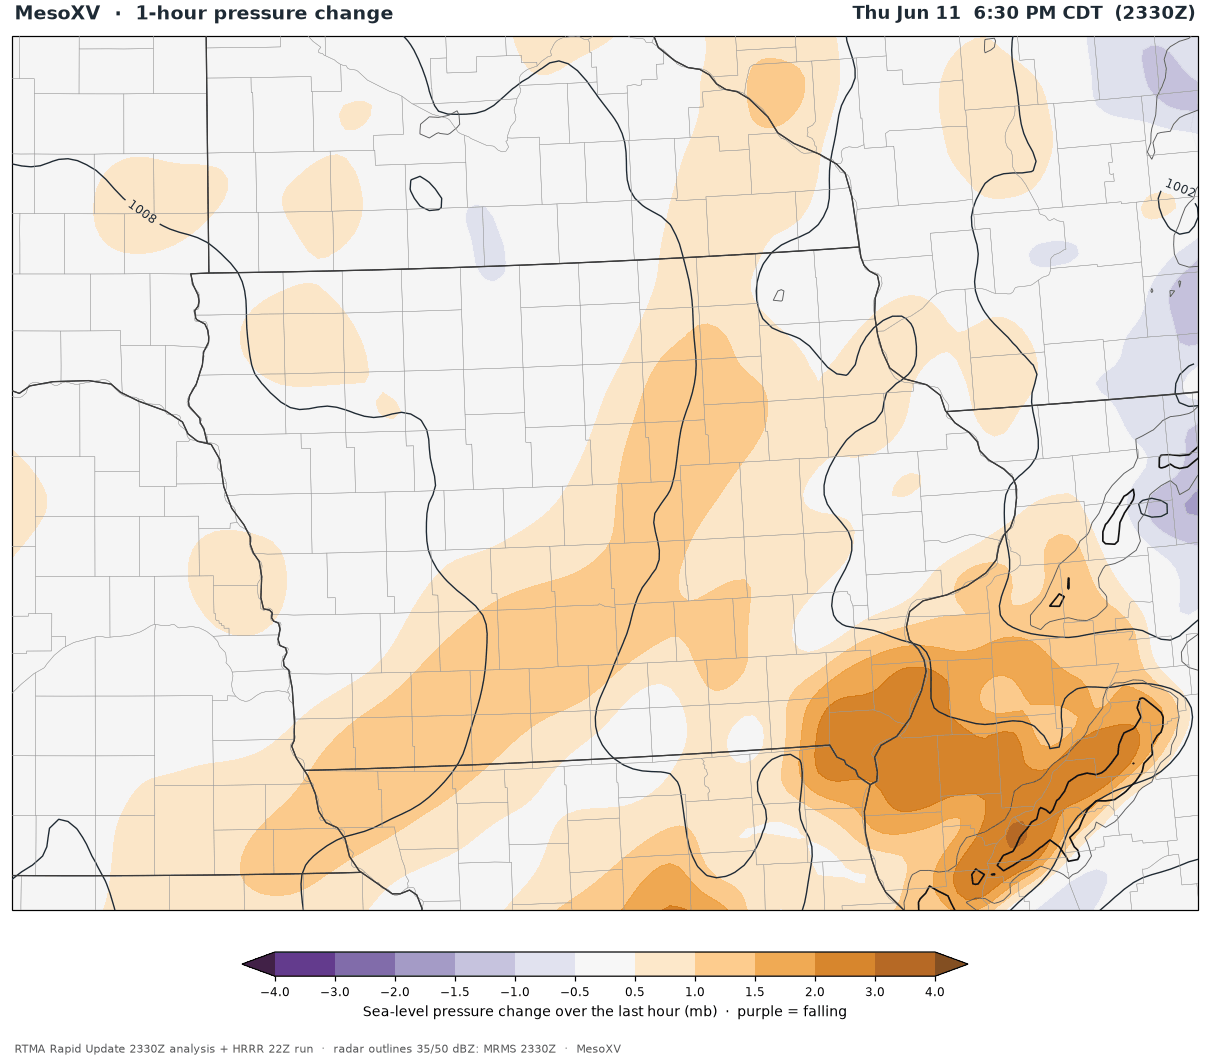 MesoXV · 1-hour pressure change
Thu Jun 11 6:30 PM CDT (2330Z)
1002
1008
−4.0 −3.0 −2.0 −1.5 −1.0 −0.5 0.5 1.0 1.5 2.0 3.0 4.0
Sea-level pressure change over the last hour (mb) · purple = falling
RTMA Rapid Update 2330Z analysis + HRRR 22Z run · radar outlines 35/50 dBZ: MRMS 2330Z · MesoXV